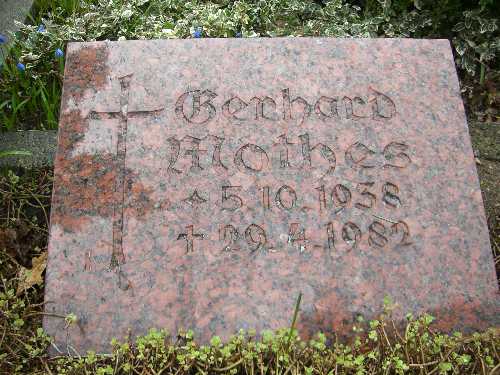 Gerhard
Mothes
✦ 5.10.1938
✝ 29.4.1982